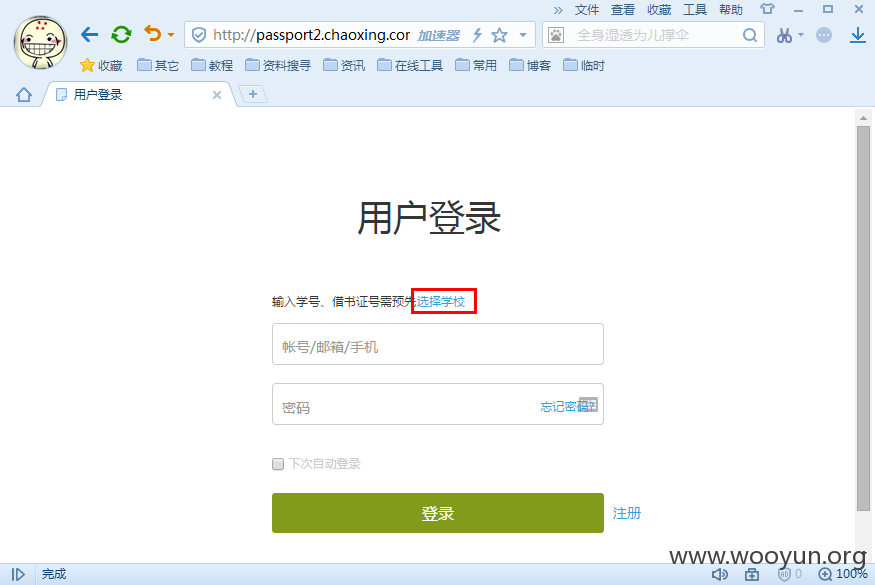 » 文件 查看 收藏 工具 帮助
http://passport2.chaoxing.cor 加速器 全身湿透为儿撑伞
收藏 其它 教程 资料搜寻 资讯 在线工具 常用 博客 临时
用户登录
用户登录
输入学号、借书证号需预先选择学校
帐号/邮箱/手机
密码 忘记密码?
下次自动登录
登录 注册
www.wooyun.org
完成 0 100%